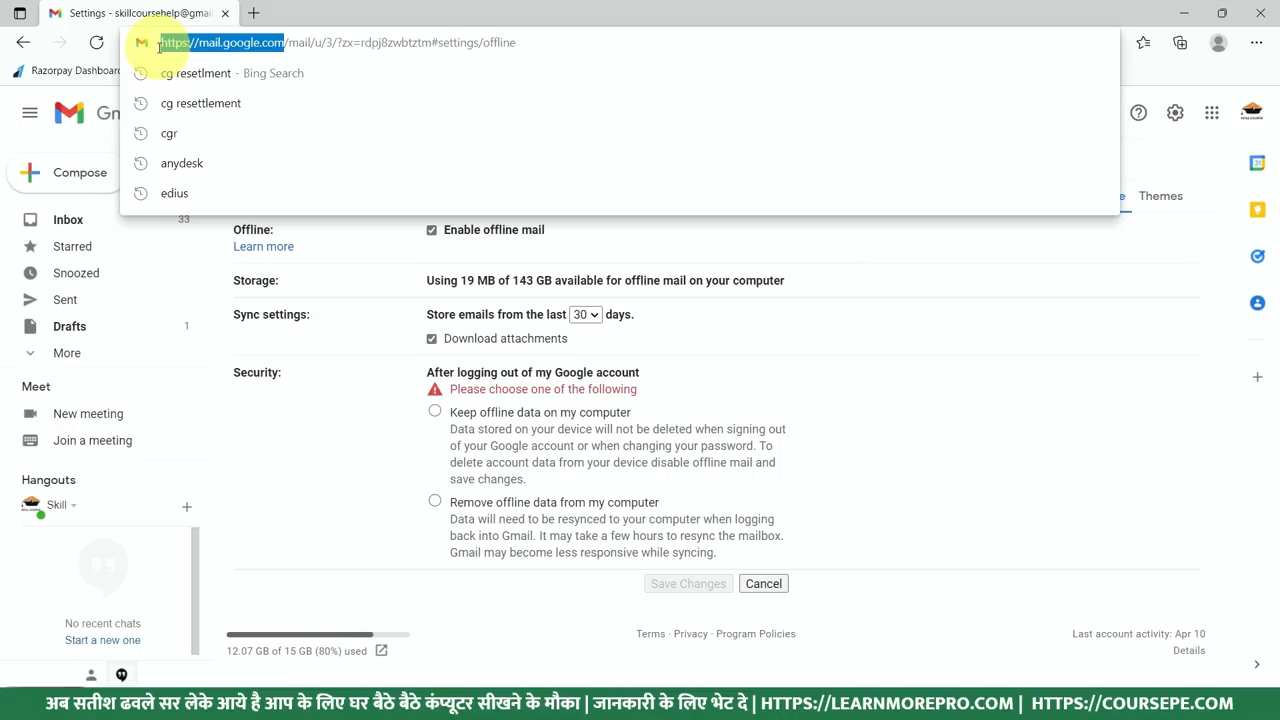 Settings - skillcoursehelp@gmai
https://mail.google.com/mail/u/3/?zx=rdpj8zwbtztm#settings/offline
Razorpay Dashboard
cg resetlment - Bing Search
cg resettlement
cgr
anydesk
edius
Gm
Compose
Themes
Inbox 33
Starred
Snoozed
Sent
Drafts 1
More
Meet
New meeting
Join a meeting
Hangouts
Skill
No recent chats
Start a new one
Offline: Enable offline mail
Learn more
Storage: Using 19 MB of 143 GB available for offline mail on your computer
Sync settings: Store emails from the last 30 days.
Download attachments
Security: After logging out of my Google account
Please choose one of the following
Keep offline data on my computer
Data stored on your device will not be deleted when signing out
of your Google account or when changing your password. To
delete account data from your device disable offline mail and
save changes.
Remove offline data from my computer
Data will need to be resynced to your computer when logging
back into Gmail. It may take a few hours to resync the mailbox.
Gmail may become less responsive while syncing.
Save Changes Cancel
12.07 GB of 15 GB (80%) used
Terms · Privacy · Program Policies
Last account activity: Apr 10
Details
अब सतीश ढवले सर लेके आये है आप के लिए घर बैठे बैठे कंप्यूटर सीखने के मौका | जानकारी के लिए भेट दे | HTTPS://LEARNMOREPRO.COM | HTTPS://COURSEPE.COM